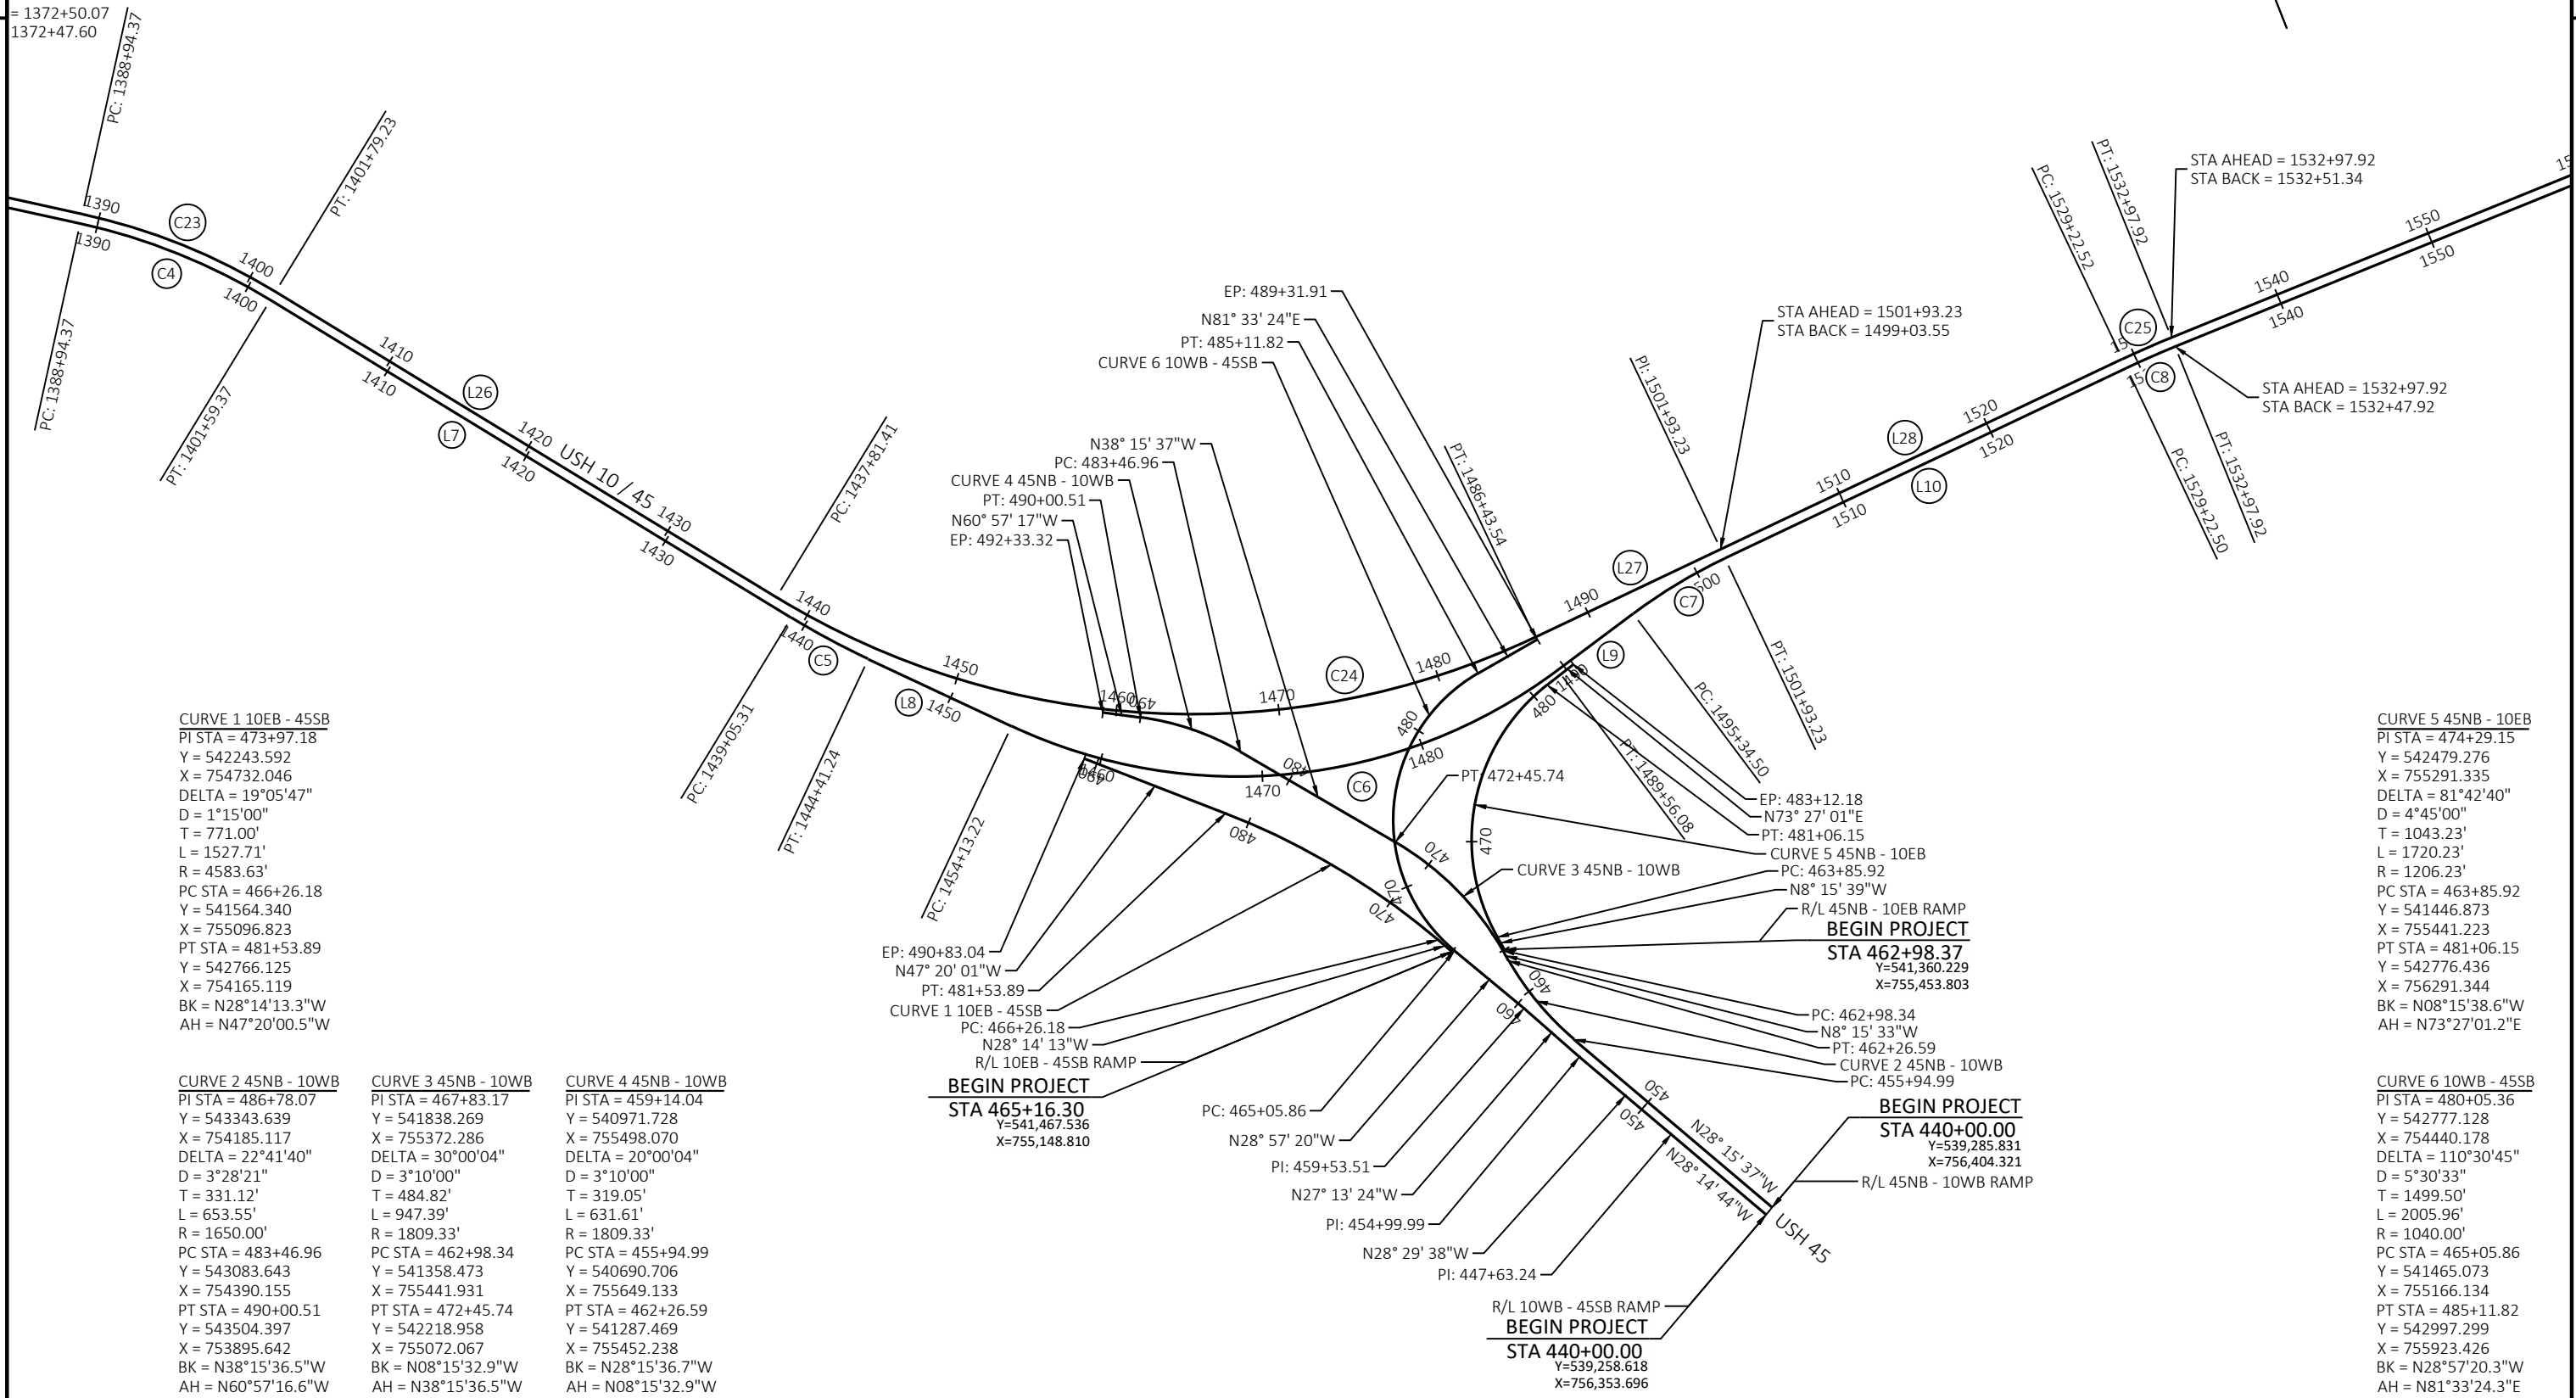 = 1372+50.07
1372+47.60
PC: 1388+94.37
PT: 1401+79.23
1390
1390
C23
C4
1400
1400
PC: 1388+94.37
PT: 1401+59.37
1410
1410
L26
L7
1420
1420
USH 10 / 45
1430
1430
PC: 1437+81.41
1440
1440
C5
PC: 1439+05.31
PT: 1444+41.24
L8
1450
1450
PC: 1454+13.22
EP: 489+31.91
N81° 33' 24"E
PT: 485+11.82
CURVE 6 10WB - 45SB
N38° 15' 37"W
PC: 483+46.96
CURVE 4 45NB - 10WB
PT: 490+00.51
N60° 57' 17"W
EP: 492+33.32
1460
490
1470
C24
1480
PT: 1486+43.54
1490
L27
PI: 1501+93.23
STA AHEAD = 1501+93.23
STA BACK = 1499+03.55
C7
L9
1510
1510
L28
L10
1520
1520
PC: 1529+22.52
PT: 1532+97.92
STA AHEAD = 1532+97.92
STA BACK = 1532+51.34
C25
C8
STA AHEAD = 1532+97.92
STA BACK = 1532+47.92
PC: 1529+22.50
PT: 1532+97.92
1540
1540
1550
1550
1460
480
1470
480
C6
1480
480
480
1490
PT: 1489+56.08
PC: 1495+34.50
PT: 1501+93.23
PT: 472+45.74
480
470
470
470
470
CURVE 3 45NB - 10WB
EP: 483+12.18
N73° 27' 01"E
PT: 481+06.15
CURVE 5 45NB - 10EB
PC: 463+85.92
N8° 15' 39"W
R/L 45NB - 10EB RAMP
BEGIN PROJECT
STA 462+98.37
Y=541,360.229
X=755,453.803
PC: 462+98.34
N8° 15' 33"W
PT: 462+26.59
CURVE 2 45NB - 10WB
PC: 455+94.99
460
460
450
450
EP: 490+83.04
N47° 20' 01"W
PT: 481+53.89
CURVE 1 10EB - 45SB
PC: 466+26.18
N28° 14' 13"W
R/L 10EB - 45SB RAMP
BEGIN PROJECT
STA 465+16.30
Y=541,467.536
X=755,148.810
PC: 465+05.86
N28° 57' 20"W
PI: 459+53.51
N27° 13' 24"W
PI: 454+99.99
N28° 29' 38"W
PI: 447+63.24
N28° 15' 37"W
N28° 14' 44"W
USH 45
BEGIN PROJECT
STA 440+00.00
Y=539,285.831
X=756,404.321
R/L 45NB - 10WB RAMP
R/L 10WB - 45SB RAMP
BEGIN PROJECT
STA 440+00.00
Y=539,258.618
X=756,353.696
CURVE 1 10EB - 45SB
PI STA = 473+97.18
Y = 542243.592
X = 754732.046
DELTA = 19°05'47"
D = 1°15'00"
T = 771.00'
L = 1527.71'
R = 4583.63'
PC STA = 466+26.18
Y = 541564.340
X = 755096.823
PT STA = 481+53.89
Y = 542766.125
X = 754165.119
BK = N28°14'13.3"W
AH = N47°20'00.5"W
CURVE 2 45NB - 10WB
PI STA = 486+78.07
Y = 543343.639
X = 754185.117
DELTA = 22°41'40"
D = 3°28'21"
T = 331.12'
L = 653.55'
R = 1650.00'
PC STA = 483+46.96
Y = 543083.643
X = 754390.155
PT STA = 490+00.51
Y = 543504.397
X = 753895.642
BK = N38°15'36.5"W
AH = N60°57'16.6"W
CURVE 3 45NB - 10WB
PI STA = 467+83.17
Y = 541838.269
X = 755372.286
DELTA = 30°00'04"
D = 3°10'00"
T = 484.82'
L = 947.39'
R = 1809.33'
PC STA = 462+98.34
Y = 541358.473
X = 755441.931
PT STA = 472+45.74
Y = 542218.958
X = 755072.067
BK = N08°15'32.9"W
AH = N38°15'36.5"W
CURVE 4 45NB - 10WB
PI STA = 459+14.04
Y = 540971.728
X = 755498.070
DELTA = 20°00'04"
D = 3°10'00"
T = 319.05'
L = 631.61'
R = 1809.33'
PC STA = 455+94.99
Y = 540690.706
X = 755649.133
PT STA = 462+26.59
Y = 541287.469
X = 755452.238
BK = N28°15'36.7"W
AH = N08°15'32.9"W
CURVE 5 45NB - 10EB
PI STA = 474+29.15
Y = 542479.276
X = 755291.335
DELTA = 81°42'40"
D = 4°45'00"
T = 1043.23'
L = 1720.23'
R = 1206.23'
PC STA = 463+85.92
Y = 541446.873
X = 755441.223
PT STA = 481+06.15
Y = 542776.436
X = 756291.344
BK = N08°15'38.6"W
AH = N73°27'01.2"E
CURVE 6 10WB - 45SB
PI STA = 480+05.36
Y = 542777.128
X = 754440.178
DELTA = 110°30'45"
D = 5°30'33"
T = 1499.50'
L = 2005.96'
R = 1040.00'
PC STA = 465+05.86
Y = 541465.073
X = 755166.134
PT STA = 485+11.82
Y = 542997.299
X = 755923.426
BK = N28°57'20.3"W
AH = N81°33'24.3"E